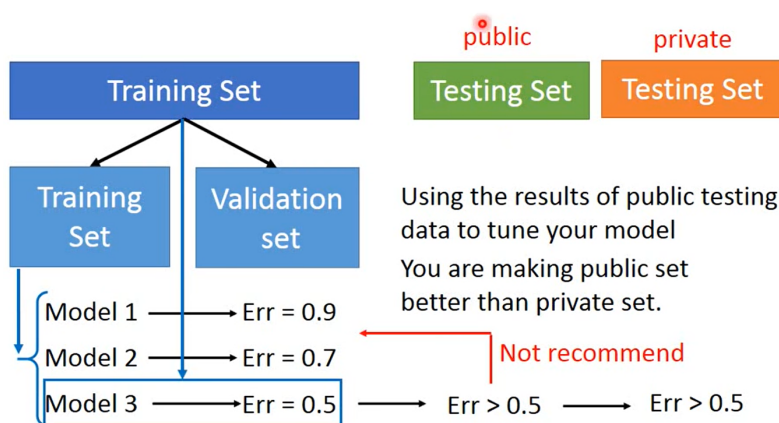 public
private
Training Set
Testing Set
Testing Set
Training
Set
Validation
set
Using the results of public testing
data to tune your model
You are making public set
better than private set.
Model 1
Err = 0.9
Model 2
Err = 0.7
Not recommend
Model 3
Err = 0.5
Err > 0.5
Err > 0.5